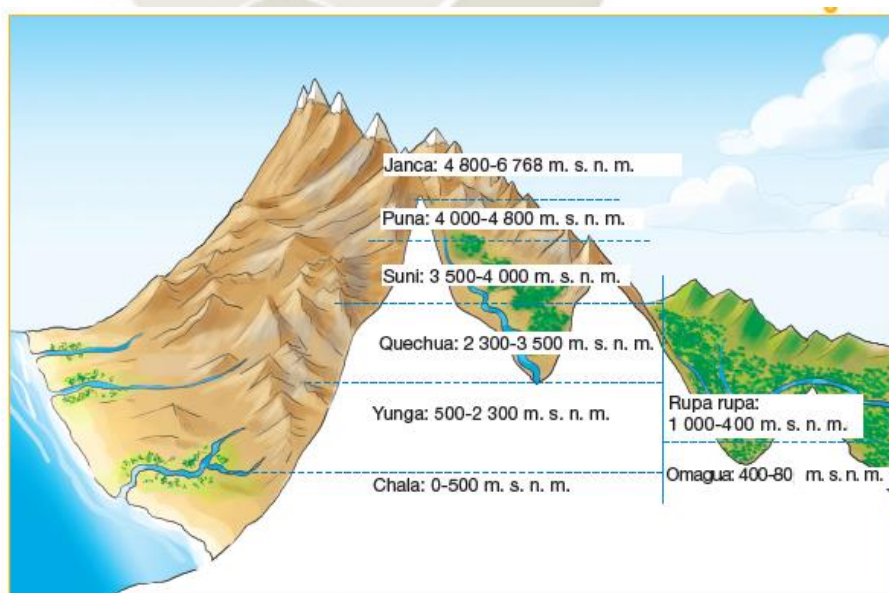 Janca: 4 800-6 768 m. s. n. m.
Puna: 4 000-4 800 m. s. n. m.
Suni: 3 500-4 000 m. s. n. m.
Quechua: 2 300-3 500 m. s. n. m.
Yunga: 500-2 300 m. s. n. m.
Chala: 0-500 m. s. n. m.
Rupa rupa:
1 000-400 m. s. n. m.
Omagua: 400-80 m. s. n. m.